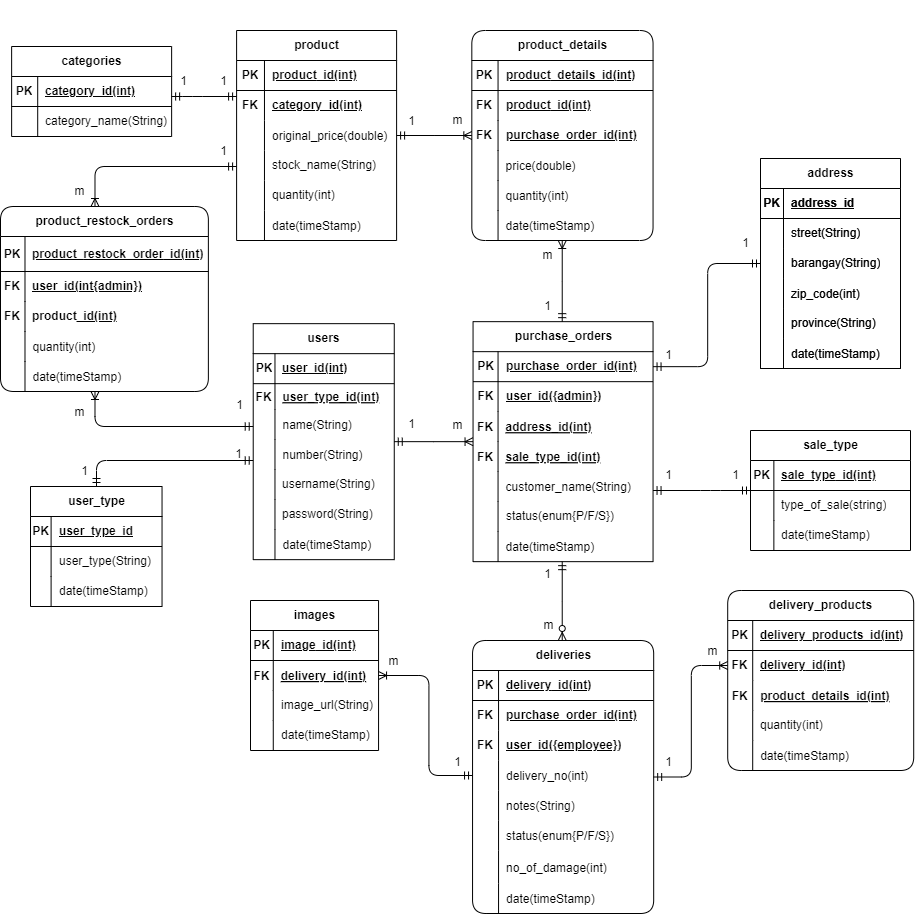 categories
PK category_id(int)
category_name(String)
1
1
product
PK product_id(int)
FK category_id(int)
original_price(double)
stock_name(String)
quantity(int)
date(timeStamp)
1
m
product_details
PK product_details_id(int)
FK product_id(int)
FK purchase_order_id(int)
price(double)
quantity(int)
date(timeStamp)
1
m
product_restock_orders
PK product_restock_order_id(int)
FK user_id(int{admin})
FK product_id(int)
quantity(int)
date(timeStamp)
m
1
m
1
address
PK address_id
street(String)
barangay(String)
zip_code(int)
province(String)
date(timeStamp)
1
1
users
PK user_id(int)
FK user_type_id(int)
name(String)
number(String)
username(String)
password(String)
date(timeStamp)
1
m
purchase_orders
PK purchase_order_id(int)
FK user_id({admin})
FK address_id(int)
FK sale_type_id(int)
customer_name(String)
status(enum{P/F/S})
date(timeStamp)
1
1
sale_type
PK sale_type_id(int)
type_of_sale(string)
date(timeStamp)
1
1
user_type
PK user_type_id
user_type(String)
date(timeStamp)
1
m
images
PK image_id(int)
FK delivery_id(int)
image_url(String)
date(timeStamp)
m
1
deliveries
PK delivery_id(int)
FK purchase_order_id(int)
FK user_id({employee})
delivery_no(int)
notes(String)
status(enum{P/F/S})
no_of_damage(int)
date(timeStamp)
1
m
delivery_products
PK delivery_products_id(int)
FK delivery_id(int)
FK product_details_id(int)
quantity(int)
date(timeStamp)